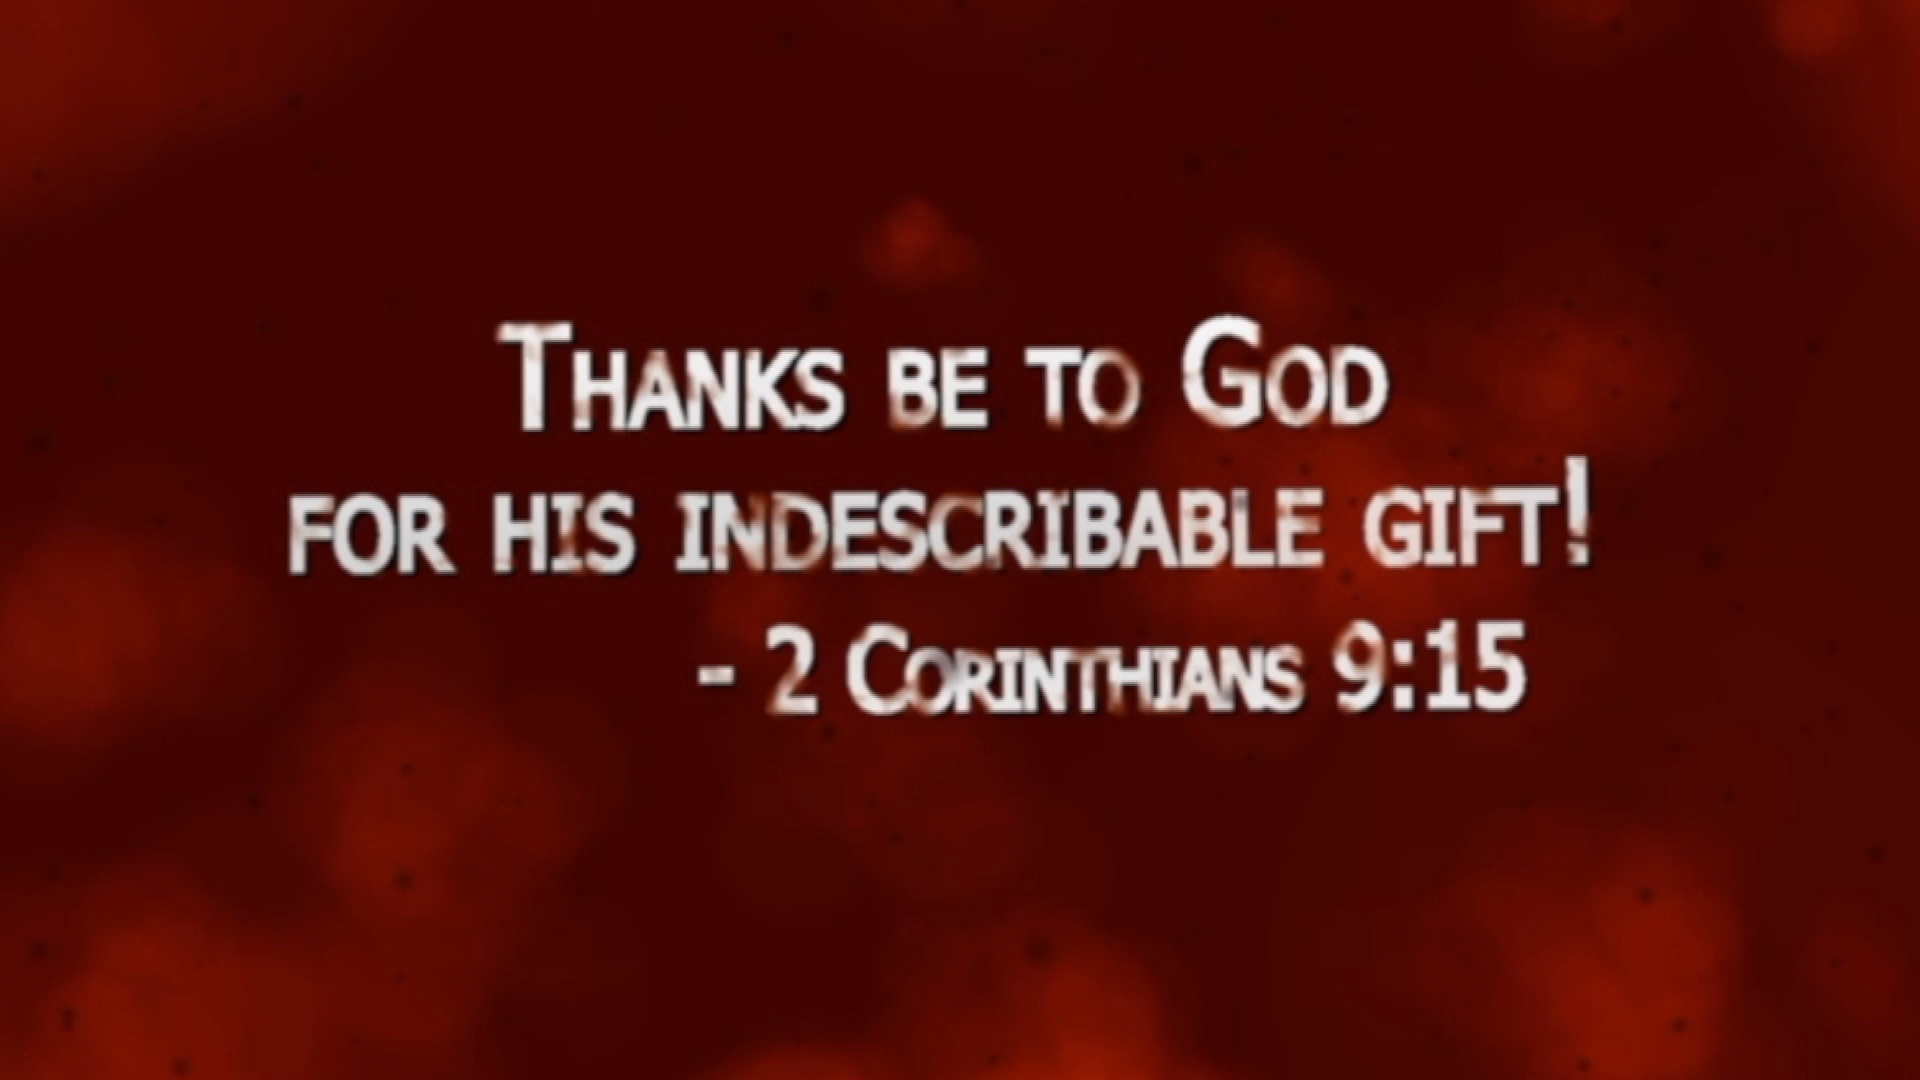 Thanks be to God
for his indescribable gift!
- 2 Corinthians 9:15